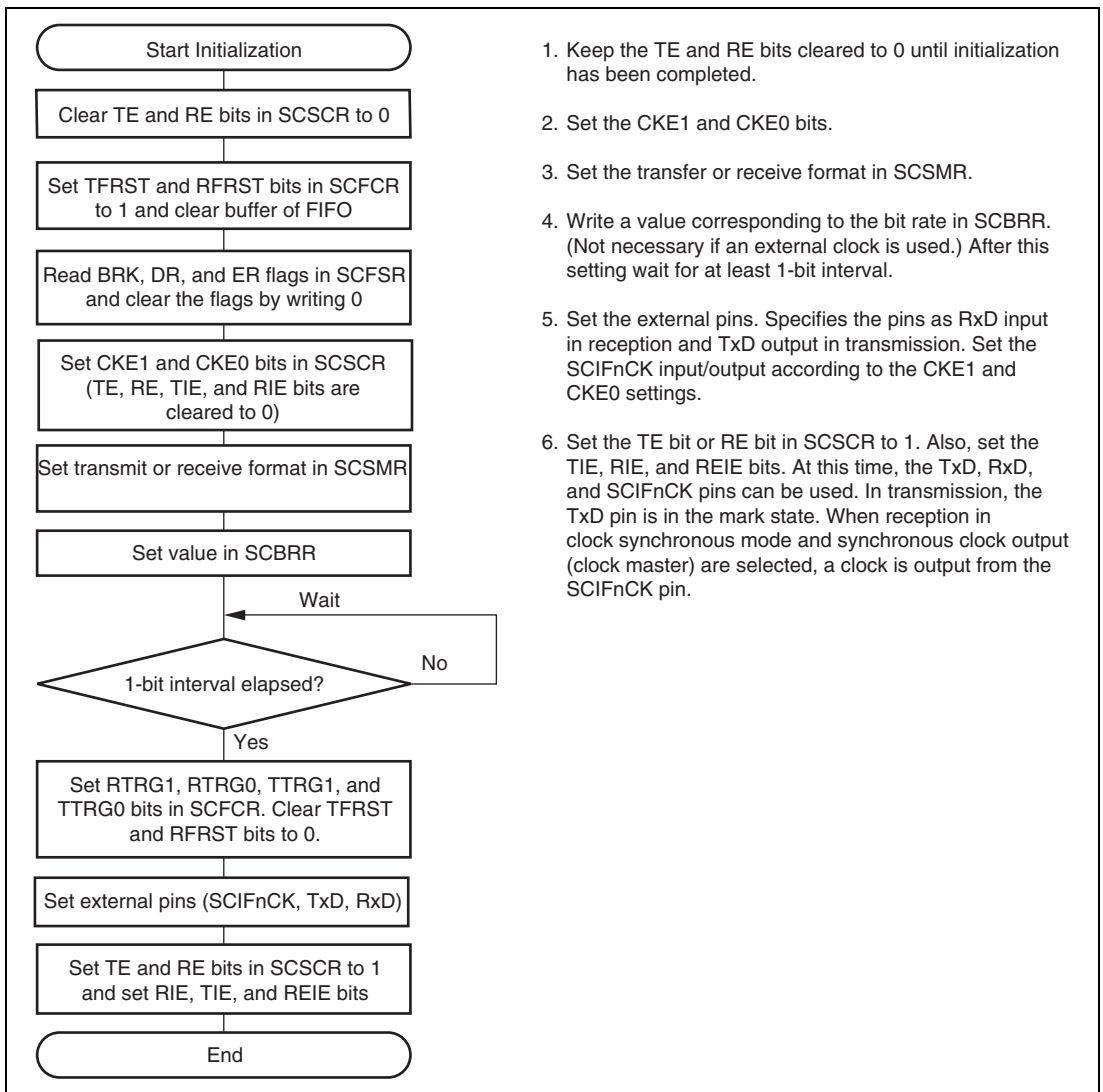 Start Initialization
Clear TE and RE bits in SCSCR to 0
Set TFRST and RFRST bits in SCFCR
to 1 and clear buffer of FIFO
Read BRK, DR, and ER flags in SCFSR
and clear the flags by writing 0
Set CKE1 and CKE0 bits in SCSCR
(TE, RE, TIE, and RIE bits are
cleared to 0)
Set transmit or receive format in SCSMR
Set value in SCBRR
Wait
1-bit interval elapsed?
No
Yes
Set RTRG1, RTRG0, TTRG1, and
TTRG0 bits in SCFCR. Clear TFRST
and RFRST bits to 0.
Set external pins (SCIFnCK, TxD, RxD)
Set TE and RE bits in SCSCR to 1
and set RIE, TIE, and REIE bits
End
1. Keep the TE and RE bits cleared to 0 until initialization
has been completed.
2. Set the CKE1 and CKE0 bits.
3. Set the transfer or receive format in SCSMR.
4. Write a value corresponding to the bit rate in SCBRR.
(Not necessary if an external clock is used.) After this
setting wait for at least 1-bit interval.
5. Set the external pins. Specifies the pins as RxD input
in reception and TxD output in transmission. Set the
SCIFnCK input/output according to the CKE1 and
CKE0 settings.
6. Set the TE bit or RE bit in SCSCR to 1. Also, set the
TIE, RIE, and REIE bits. At this time, the TxD, RxD,
and SCIFnCK pins can be used. In transmission, the
TxD pin is in the mark state. When reception in
clock synchronous mode and synchronous clock output
(clock master) are selected, a clock is output from the
SCIFnCK pin.